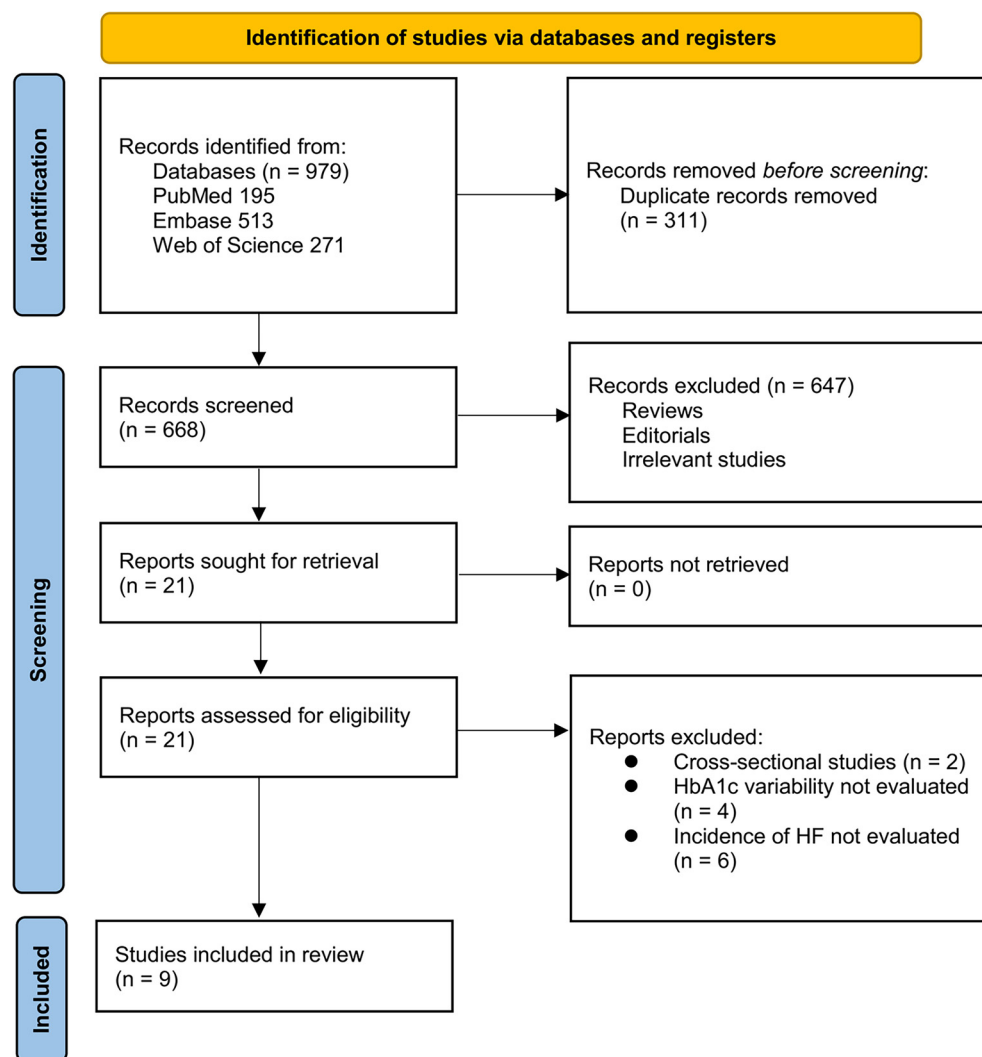 Identification of studies via databases and registers
Identification
Records identified from:
Databases (n = 979)
PubMed 195
Embase 513
Web of Science 271
Records removed before screening:
Duplicate records removed
(n = 311)
Screening
Records screened
(n = 668)
Records excluded (n = 647)
Reviews
Editorials
Irrelevant studies
Reports sought for retrieval
(n = 21)
Reports not retrieved
(n = 0)
Reports assessed for eligibility
(n = 21)
Reports excluded:
● Cross-sectional studies (n = 2)
● HbA1c variability not evaluated
(n = 4)
● Incidence of HF not evaluated
(n = 6)
Included
Studies included in review
(n = 9)